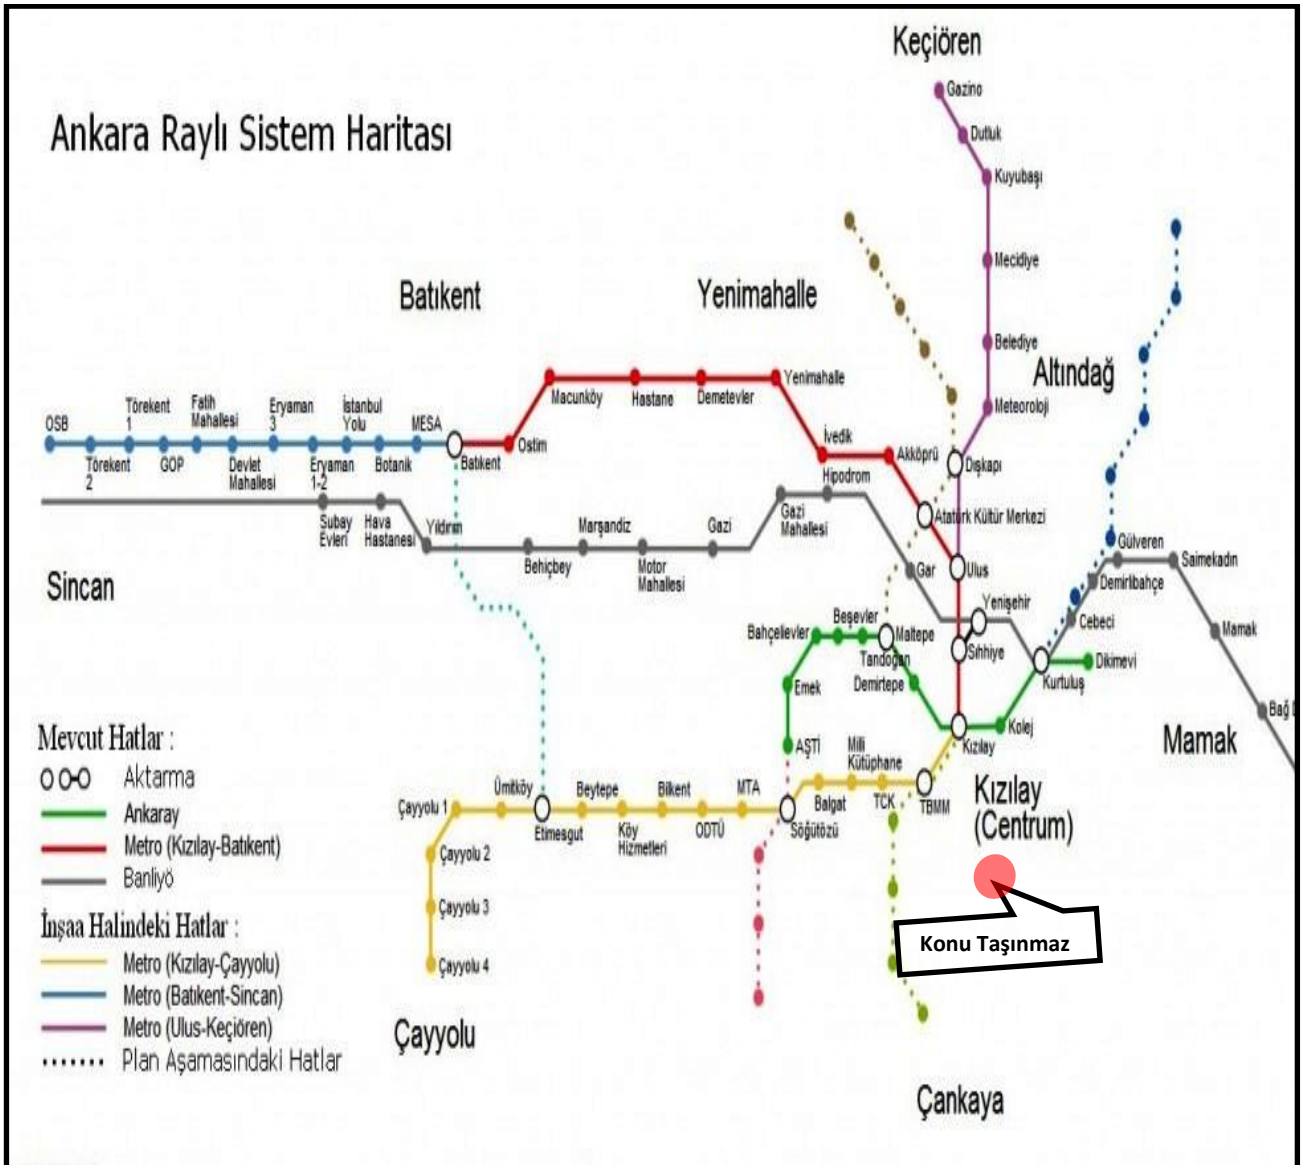 Keçiören
Gazino
Ankara Raylı Sistem Haritası
Dutluk
Kuyubaşı
Mecidiye
Batıkent
Yenimahalle
Belediye
Altındağ
Yenimahalle
Macunköy
Hastane
Demetevler
Meteoroloji
OSB
Törekent
1
Fatih
Mahallesi
Eryaman
3
İstanbul
Yolu
MESA
Ostim
Batıkent
İvedik
Akköprü
Törekent
2
GOP
Devlet
Mahallesi
Eryaman
1-2
Botanik
Hipodrom
Dışkapı
Subay
Evleri
Hava
Hastanesi
Yıldırım
Marşandiz
Gazi
Gazi
Mahallesi
Atatürk Kültür Merkezi
Behiçbey
Motor
Mahallesi
Gar
Ulus
Gülveren
Saimekadın
Demirlibahçe
Sincan
Yenişehir
Cebeci
Mamak
Bahçelievler
Beşevler
Maltepe
Tandoğan
Sıhhiye
Dikimevi
Kurtuluş
Emek
Demirtepe
Kolej
Kızılay
Bağ
Mamak
AŞTİ
Milli
Kütüphane
Mevcut Hatlar :
Aktarma
Ankaray
Metro (Kızılay-Batıkent)
Banliyö
Çayyolu 1
Ümitköy
Etimesgut
Beytepe
Köy
Hizmetleri
Bilkent
ODTÜ
MTA
Söğütözü
Balgat
TCK
TBMM
Kızılay
(Centrum)
Çayyolu 2
Çayyolu 3
Çayyolu 4
Konu Taşınmaz
İnşaa Halindeki Hatlar :
Metro (Kızılay-Çayyolu)
Metro (Batıkent-Sincan)
Metro (Ulus-Keçiören)
Plan Aşamasındaki Hatlar
Çayyolu
Çankaya